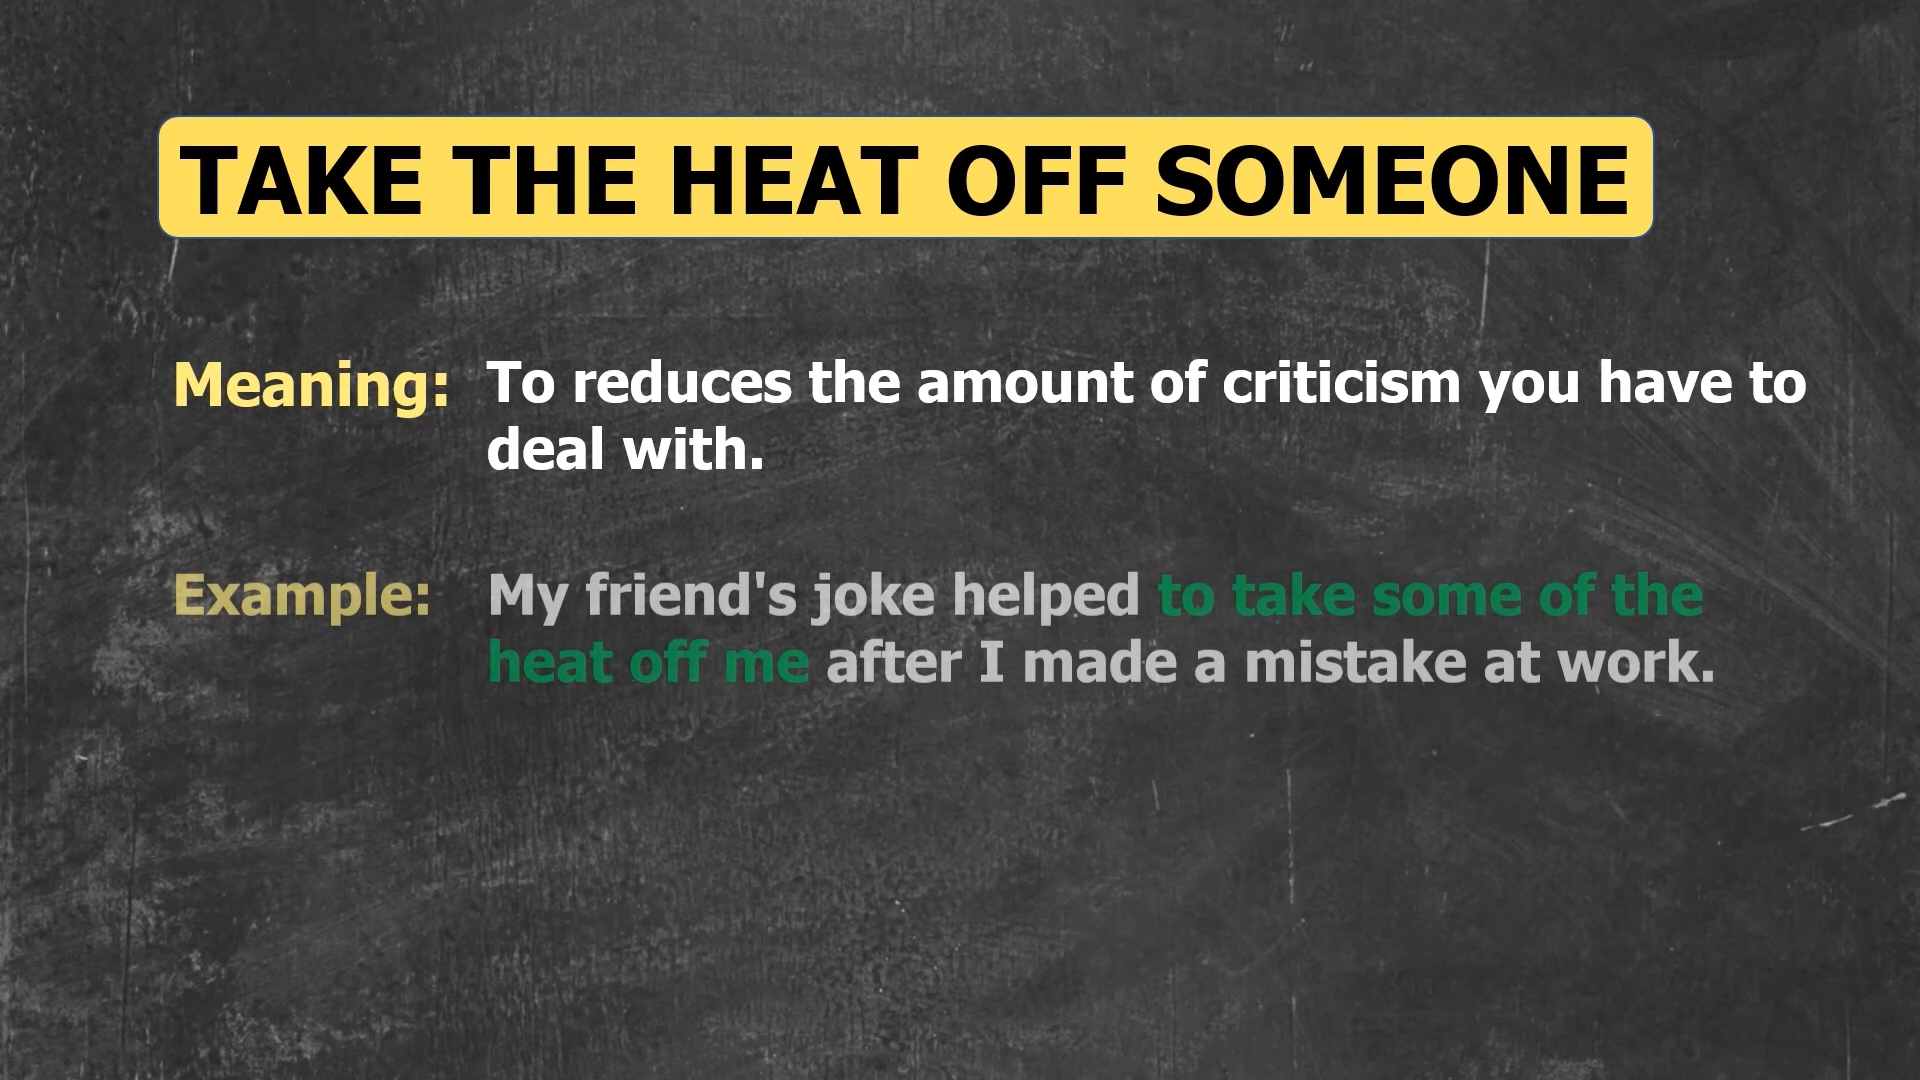 TAKE THE HEAT OFF SOMEONE
Meaning: To reduces the amount of criticism you have to
deal with.
Example: My friend's joke helped to take some of the
heat off me after I made a mistake at work.